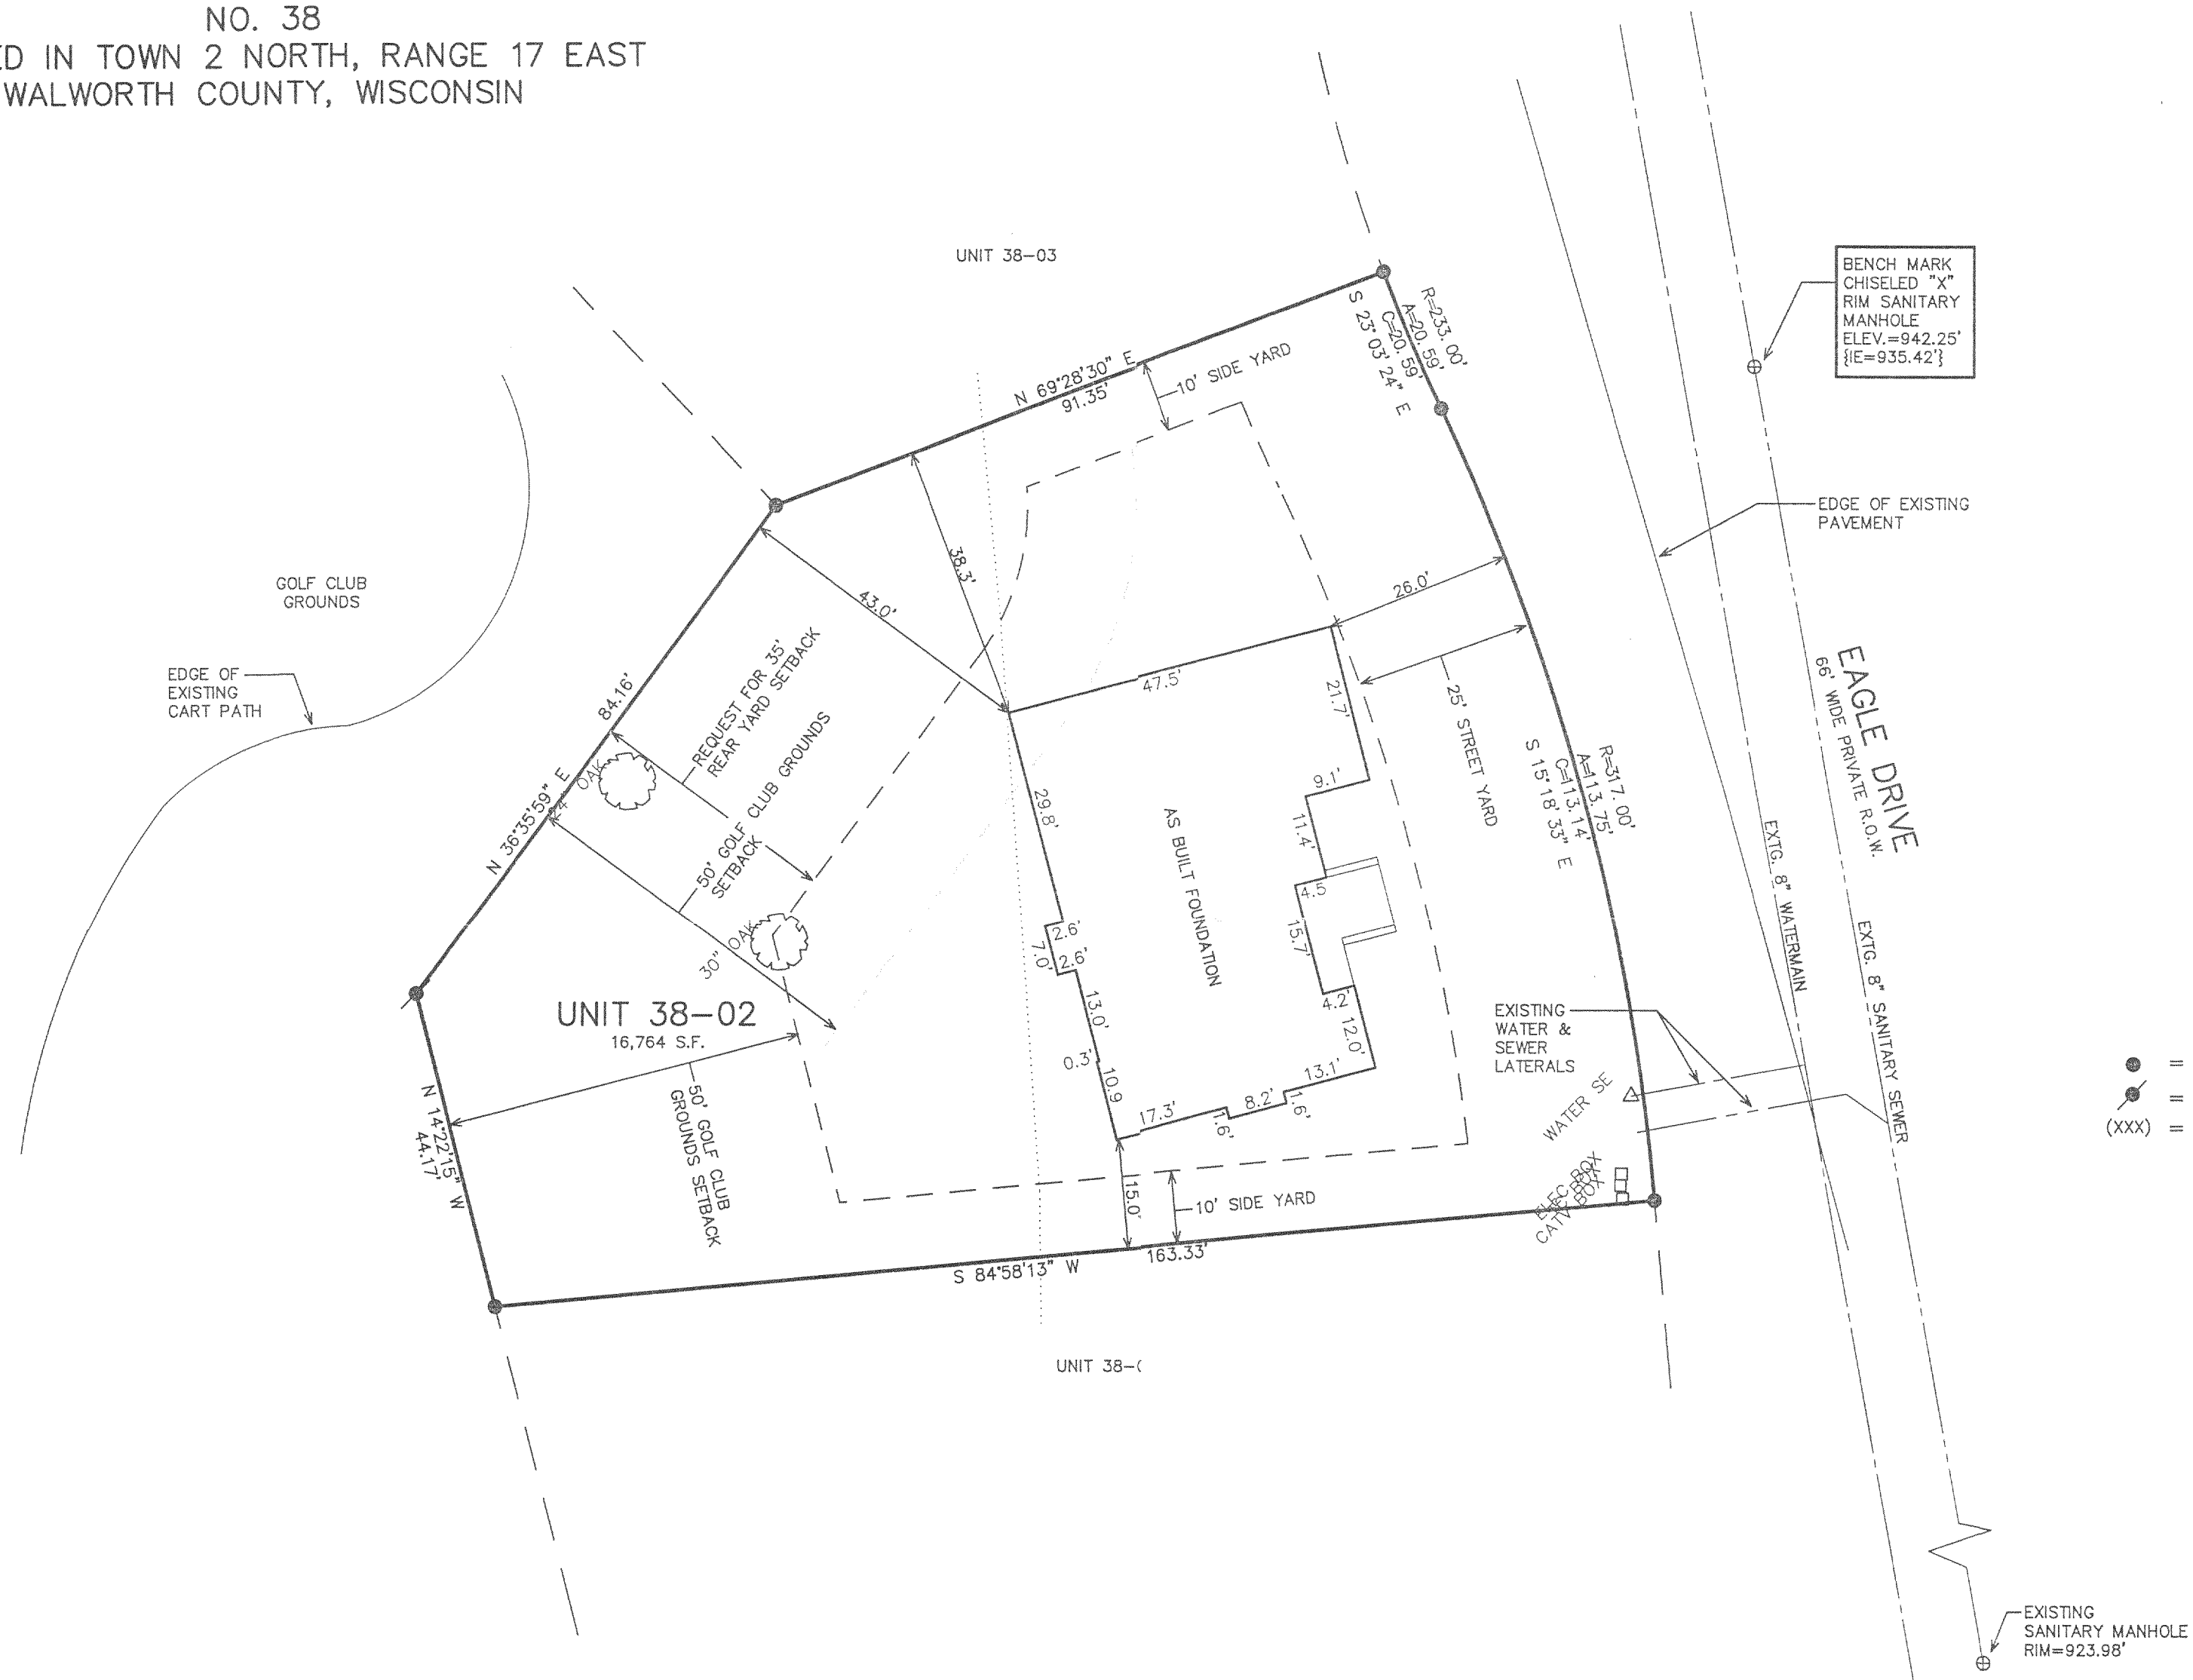 NO. 38
ED IN TOWN 2 NORTH, RANGE 17 EAST
WALWORTH COUNTY, WISCONSIN
UNIT 38-03
BENCH MARK
CHISELED "X"
RIM SANITARY
MANHOLE
ELEV.=942.25'
{IE=935.42'}
R=233.00'
A=20.59'
C=20.59'
S 23°03'24" E
N 69°28'30" E
91.35'
10' SIDE YARD
EDGE OF EXISTING
PAVEMENT
GOLF CLUB
GROUNDS
38.3'
43.0'
26.0'
EDGE OF
EXISTING
CART PATH
84.16'
REQUEST FOR 35'
REAR YARD SETBACK
47.5'
21.7'
25' STREET YARD
EAGLE DRIVE
66' WIDE PRIVATE R.O.W.
50' GOLF CLUB GROUNDS
SETBACK
24" OAK
N 36°35'59" E
29.8'
9.1'
11.4'
AS BUILT FOUNDATION
R=317.00'
A=113.75'
C=113.14'
S 15°18'33" E
EXTG. 8" WATERMAIN
EXTG. 8" SANITARY SEWER
4.5
15.7'
30" OAK
2.6'
7.0'
2.6'
13.0'
4.2'
12.0'
UNIT 38-02
16,764 S.F.
EXISTING
WATER &
SEWER
LATERALS
0.3'
10.9
13.1'
17.3'
1.6'
8.2'
1.6'
WATER SE
N 14°22'15" W
44.17'
50' GOLF CLUB
GROUNDS SETBACK
15.0'
10' SIDE YARD
ELEC BOX
CATV BOX
163.33'
S 84°58'13" W
UNIT 38-(
=
=
(XXX) =
EXISTING
SANITARY MANHOLE
RIM=923.98'